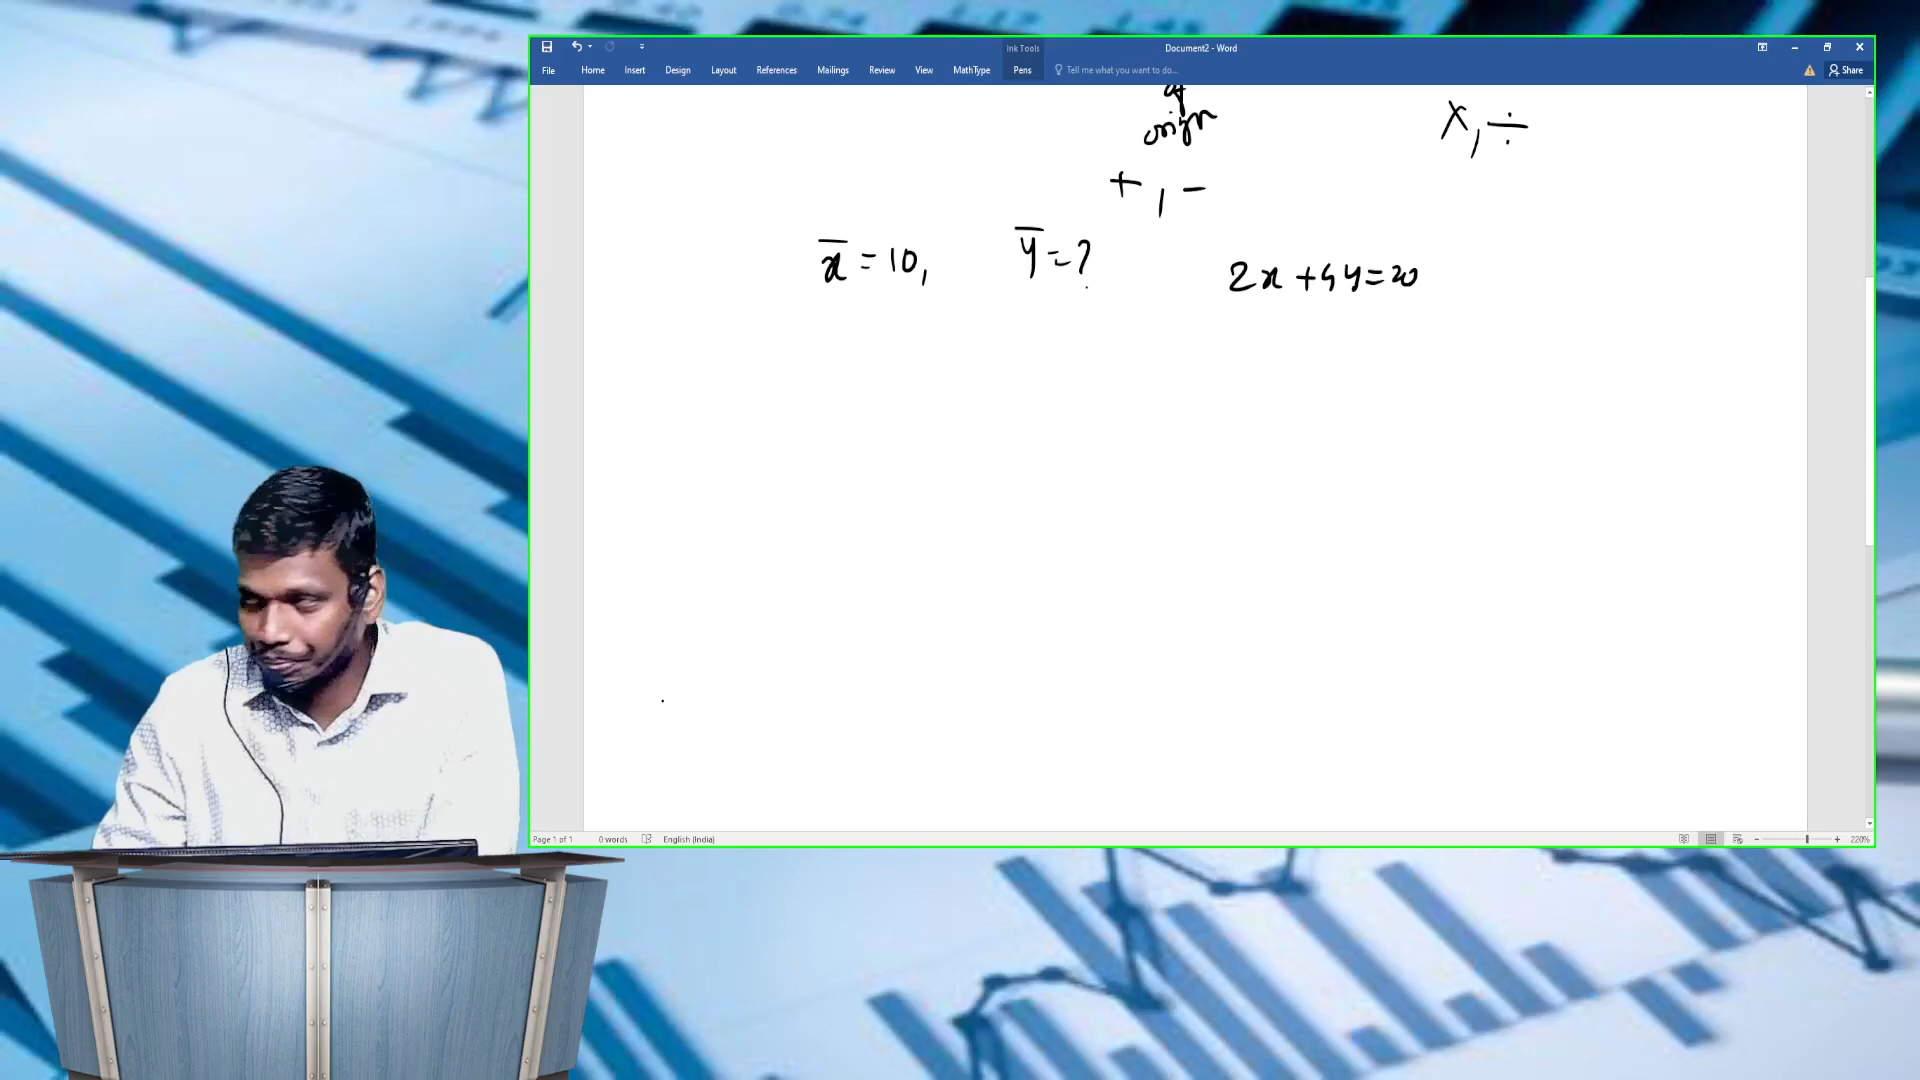 Ink Tools
Document2 - Word
File Home Insert Design Layout References Mailings Review View MathType Pens Tell me what you want to do... Share
of
origin
X, ÷
+, -
x̄ = 10, ȳ = ?
2x + 4y = 20
Page 1 of 1 0 words English (India) 220%